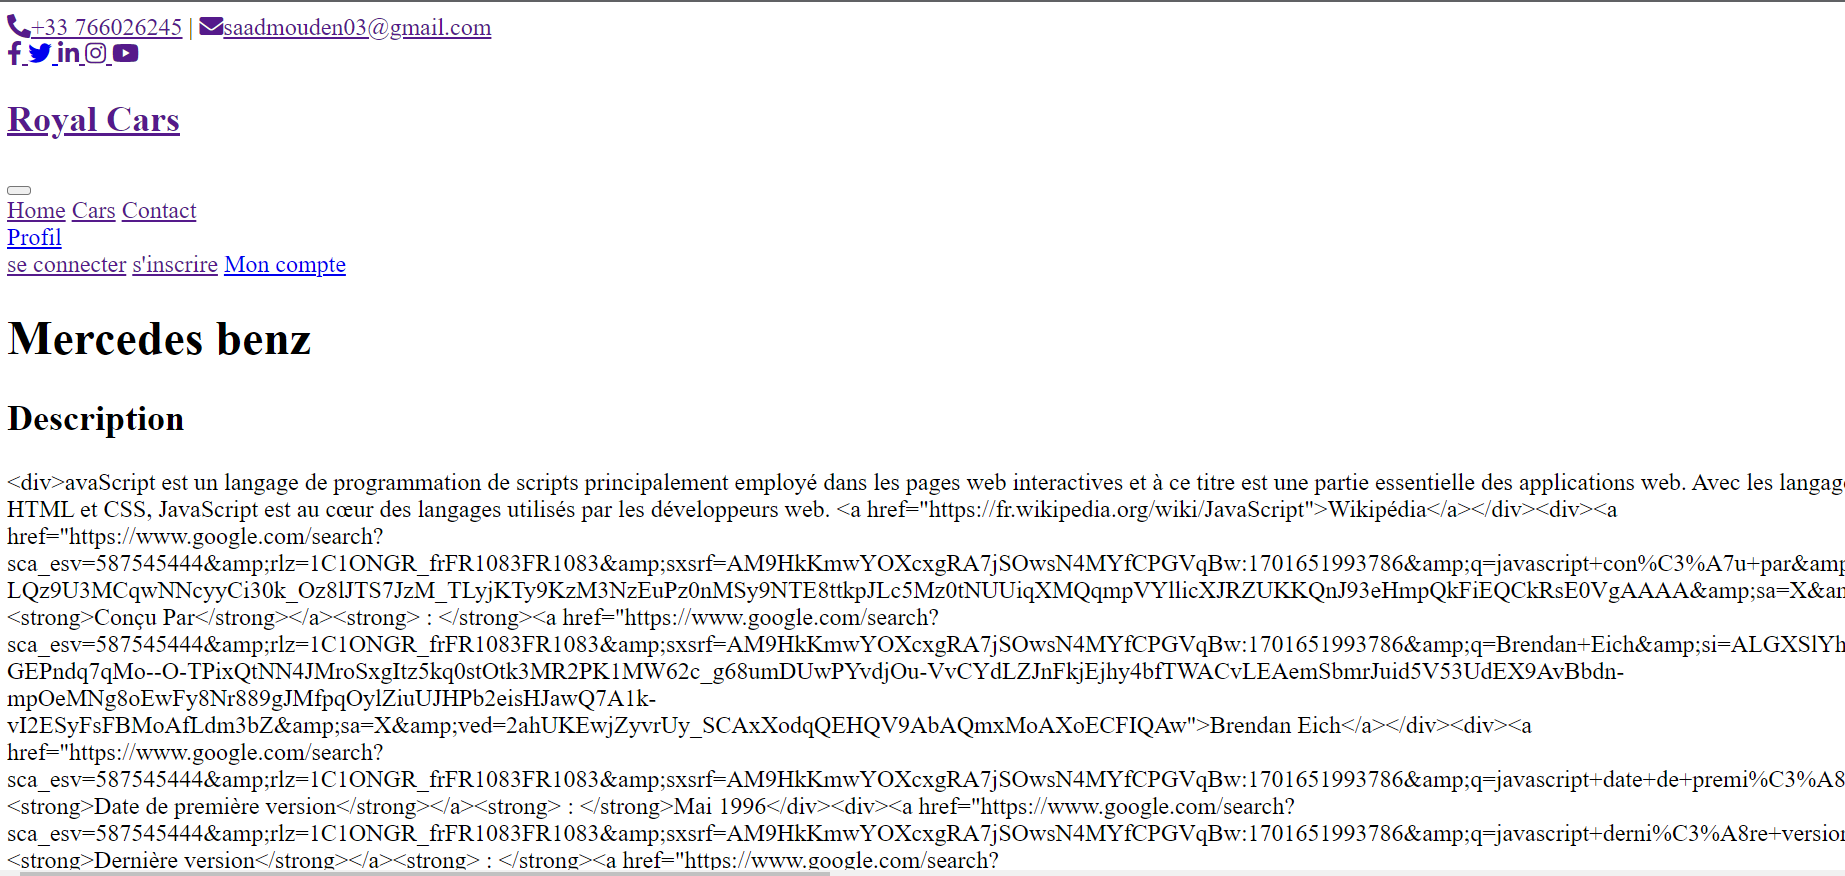 +33 766026245 | saadmouden03@gmail.com
Royal Cars
Home Cars Contact
Profil
se connecter s'inscrire Mon compte
Mercedes benz
Description
<div>avaScript est un langage de programmation de scripts principalement employé dans les pages web interactives et à ce titre est une partie essentielle des applications web. Avec les langage
HTML et CSS, JavaScript est au cœur des langages utilisés par les développeurs web. <a href="https://fr.wikipedia.org/wiki/JavaScript">Wikipédia</a></div><div><a
href="https://www.google.com/search?
sca_esv=587545444&amp;rlz=1C1ONGR_frFR1083FR1083&amp;sxsrf=AM9HkKmwYOXcxgRA7jSOwsN4MYfCPGVqBw:1701651993786&amp;q=javascript+con%C3%A7u+par&amp
LQz9U3MCqwNNcyyCi30k_Oz8lJTS7JzM_TLyjKTy9KzM3NzEuPz0nMSy9NTE8ttkpJLc5Mz0tNUUiqXMQqmpVYllicXJRZUKKQnJ93eHmpQkFiEQCkRsE0VgAAAA&amp;sa=X&am
<strong>Conçu Par</strong></a><strong> : </strong><a href="https://www.google.com/search?
sca_esv=587545444&amp;rlz=1C1ONGR_frFR1083FR1083&amp;sxsrf=AM9HkKmwYOXcxgRA7jSOwsN4MYfCPGVqBw:1701651993786&amp;q=Brendan+Eich&amp;si=ALGXSlYh
GEPndq7qMo--O-TPixQtNN4JMroSxgItz5kq0stOtk3MR2PK1MW62c_g68umDUwPYvdjOu-VvCYdLZJnFkjEjhy4bfTWACvLEAemSbmrJuid5V53UdEX9AvBbdn-
mpOeMNg8oEwFy8Nr889gJMfpqOylZiuUJHPb2eisHJawQ7A1k-
vI2ESyFsFBMoAfLdm3bZ&amp;sa=X&amp;ved=2ahUKEwjZyvrUy_SCAxXodqQEHQV9AbAQmxMoAXoECFIQAw">Brendan Eich</a></div><div><a
href="https://www.google.com/search?
sca_esv=587545444&amp;rlz=1C1ONGR_frFR1083FR1083&amp;sxsrf=AM9HkKmwYOXcxgRA7jSOwsN4MYfCPGVqBw:1701651993786&amp;q=javascript+date+de+premi%C3%A8
<strong>Date de première version</strong></a><strong> : </strong>Mai 1996</div><div><a href="https://www.google.com/search?
sca_esv=587545444&amp;rlz=1C1ONGR_frFR1083FR1083&amp;sxsrf=AM9HkKmwYOXcxgRA7jSOwsN4MYfCPGVqBw:1701651993786&amp;q=javascript+derni%C3%A8re+version
<strong>Dernière version</strong></a><strong> : </strong><a href="https://www.google.com/search?